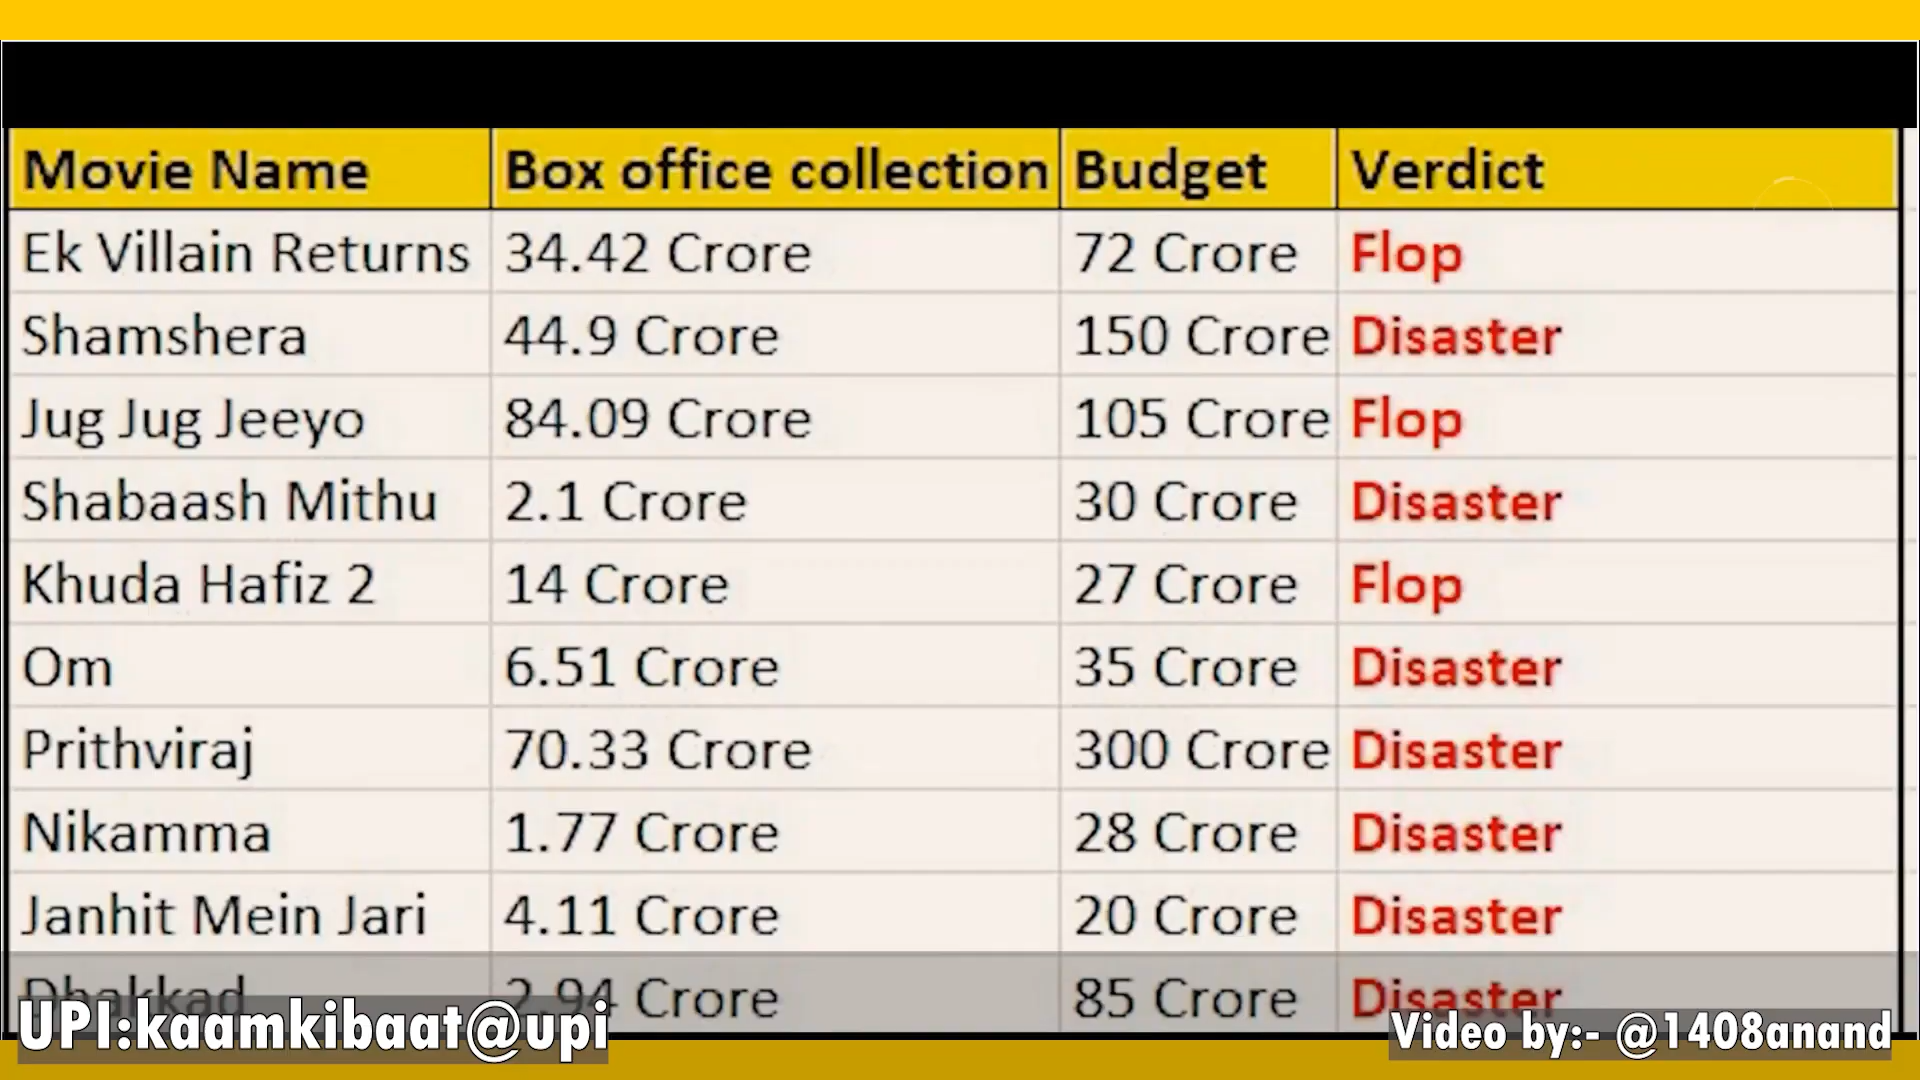 Movie Name Box office collection Budget Verdict
Ek Villain Returns 34.42 Crore 72 Crore Flop
Shamshera 44.9 Crore 150 Crore Disaster
Jug Jug Jeeyo 84.09 Crore 105 Crore Flop
Shabaash Mithu 2.1 Crore 30 Crore Disaster
Khuda Hafiz 2 14 Crore 27 Crore Flop
Om 6.51 Crore 35 Crore Disaster
Prithviraj 70.33 Crore 300 Crore Disaster
Nikamma 1.77 Crore 28 Crore Disaster
Janhit Mein Jari 4.11 Crore 20 Crore Disaster
Dhakkad 2.94 Crore 85 Crore Disaster
UPI:kaamkibaat@upi Video by:- @1408anand